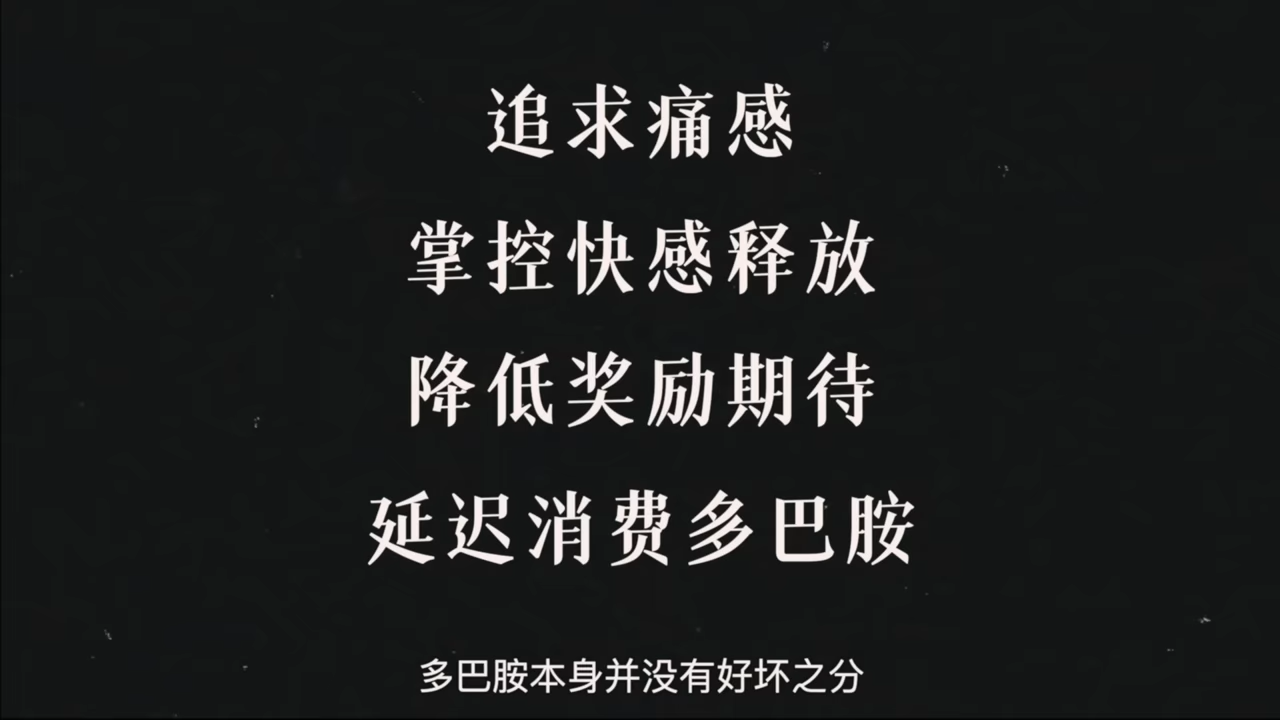 追求痛感
掌控快感释放
降低奖励期待
延迟消费多巴胺
多巴胺本身并没有好坏之分